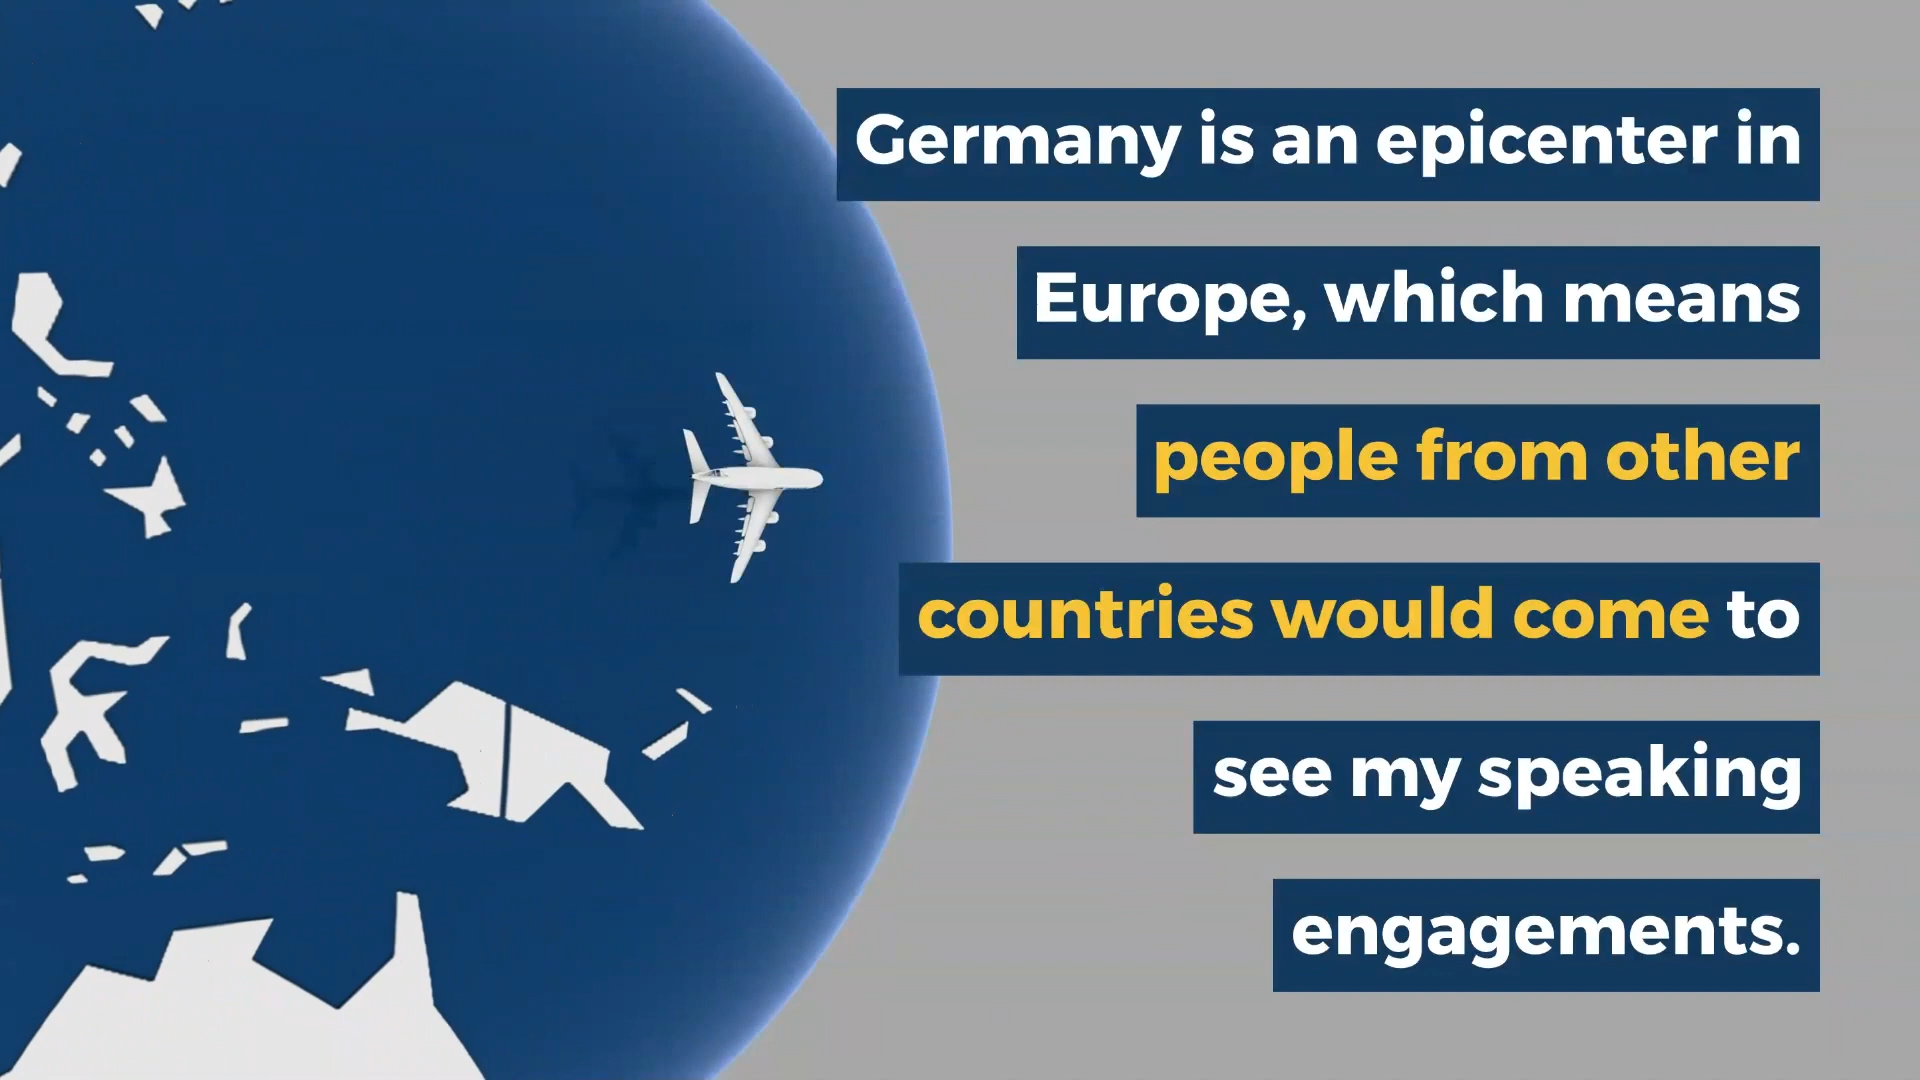 Germany is an epicenter in
Europe, which means
people from other
countries would come to
see my speaking
engagements.